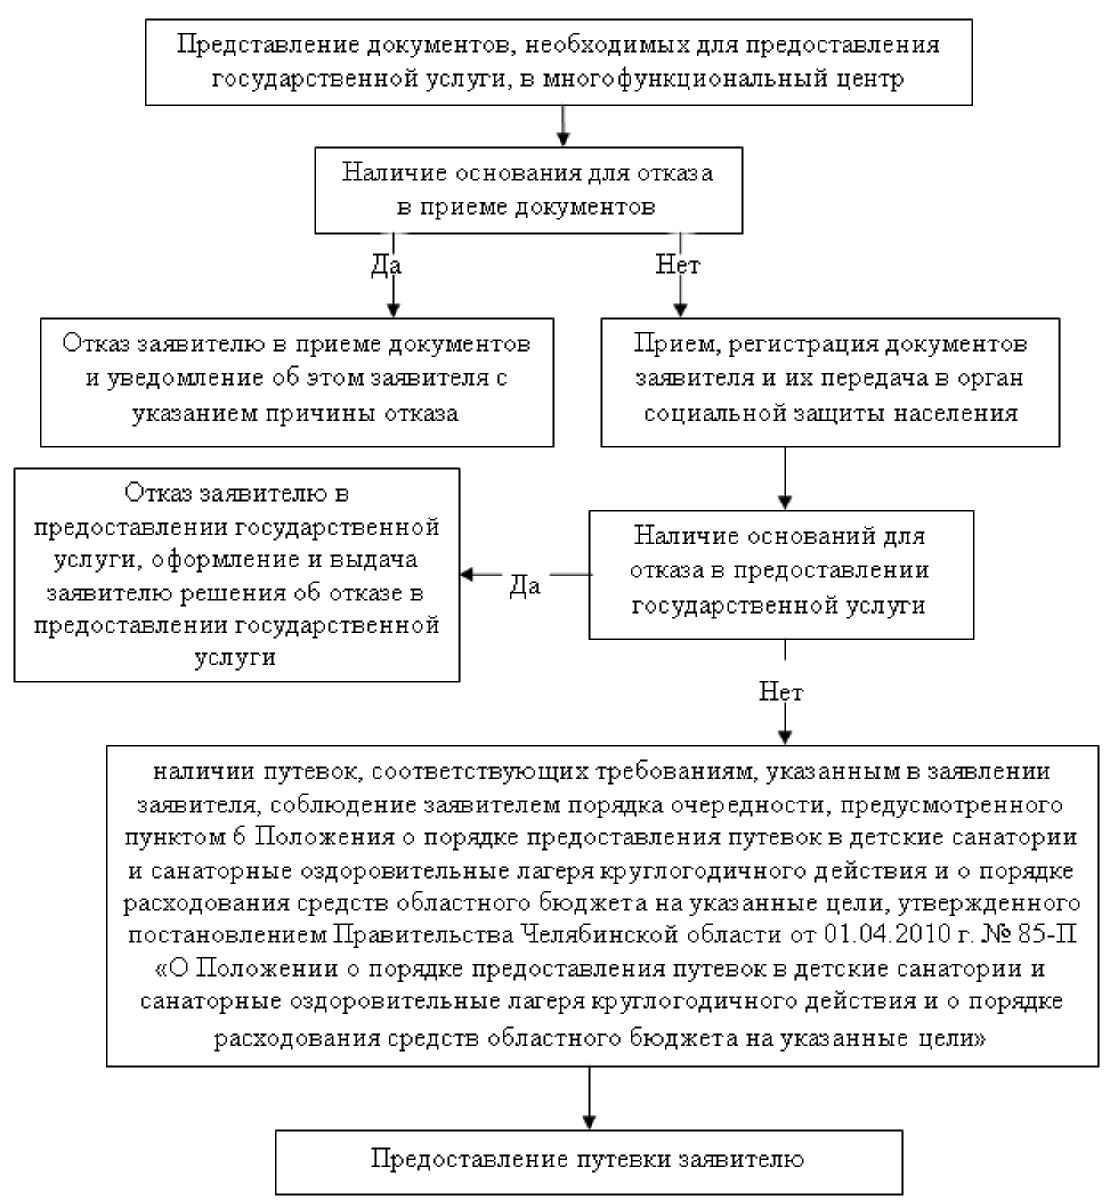 Представление документов, необходимых для предоставления
государственной услуги, в многофункциональный центр
Наличие основания для отказа
в приеме документов
Да
Нет
Отказ заявителю в приеме документов
и уведомление об этом заявителя с
указанием причины отказа
Прием, регистрация документов
заявителя и их передача в орган
социальной защиты населения
Отказ заявителю в
предоставлении государственной
услуги, оформление и выдача
заявителю решения об отказе в
предоставлении государственной
услуги
Да
Наличие оснований для
отказа в предоставлении
государственной услуги
Нет
наличии путевок, соответствующих требованиям, указанным в заявлении
заявителя, соблюдение заявителем порядка очередности, предусмотренного
пунктом 6 Положения о порядке предоставления путевок в детские санатории
и санаторные оздоровительные лагеря круглогодичного действия и о порядке
расходования средств областного бюджета на указанные цели, утвержденного
постановлением Правительства Челябинской области от 01.04.2010 г. № 85-П
«О Положении о порядке предоставления путевок в детские санатории и
санаторные оздоровительные лагеря круглогодичного действия и о порядке
расходования средств областного бюджета на указанные цели»
Предоставление путевки заявителю